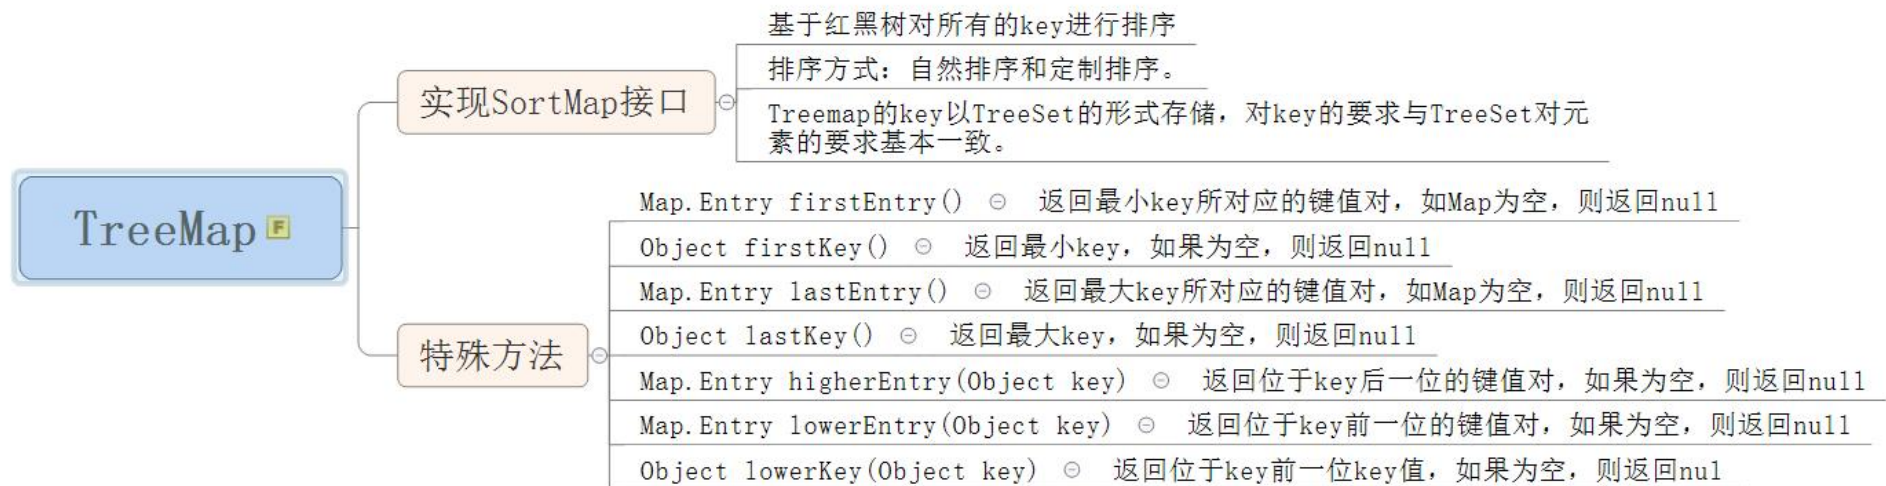 TreeMap
实现SortMap接口
基于红黑树对所有的key进行排序
排序方式：自然排序和定制排序。
Treemap的key以TreeSet的形式存储，对key的要求与TreeSet对元
素的要求基本一致。
特殊方法
Map.Entry firstEntry() 返回最小key所对应的键值对，如Map为空，则返回null
Object firstKey() 返回最小key，如果为空，则返回null
Map.Entry lastEntry() 返回最大key所对应的键值对，如Map为空，则返回null
Object lastKey() 返回最大key，如果为空，则返回null
Map.Entry higherEntry(Object key) 返回位于key后一位的键值对，如果为空，则返回null
Map.Entry lowerEntry(Object key) 返回位于key前一位的键值对，如果为空，则返回null
Object lowerKey(Object key) 返回位于key前一位key值，如果为空，则返回nul